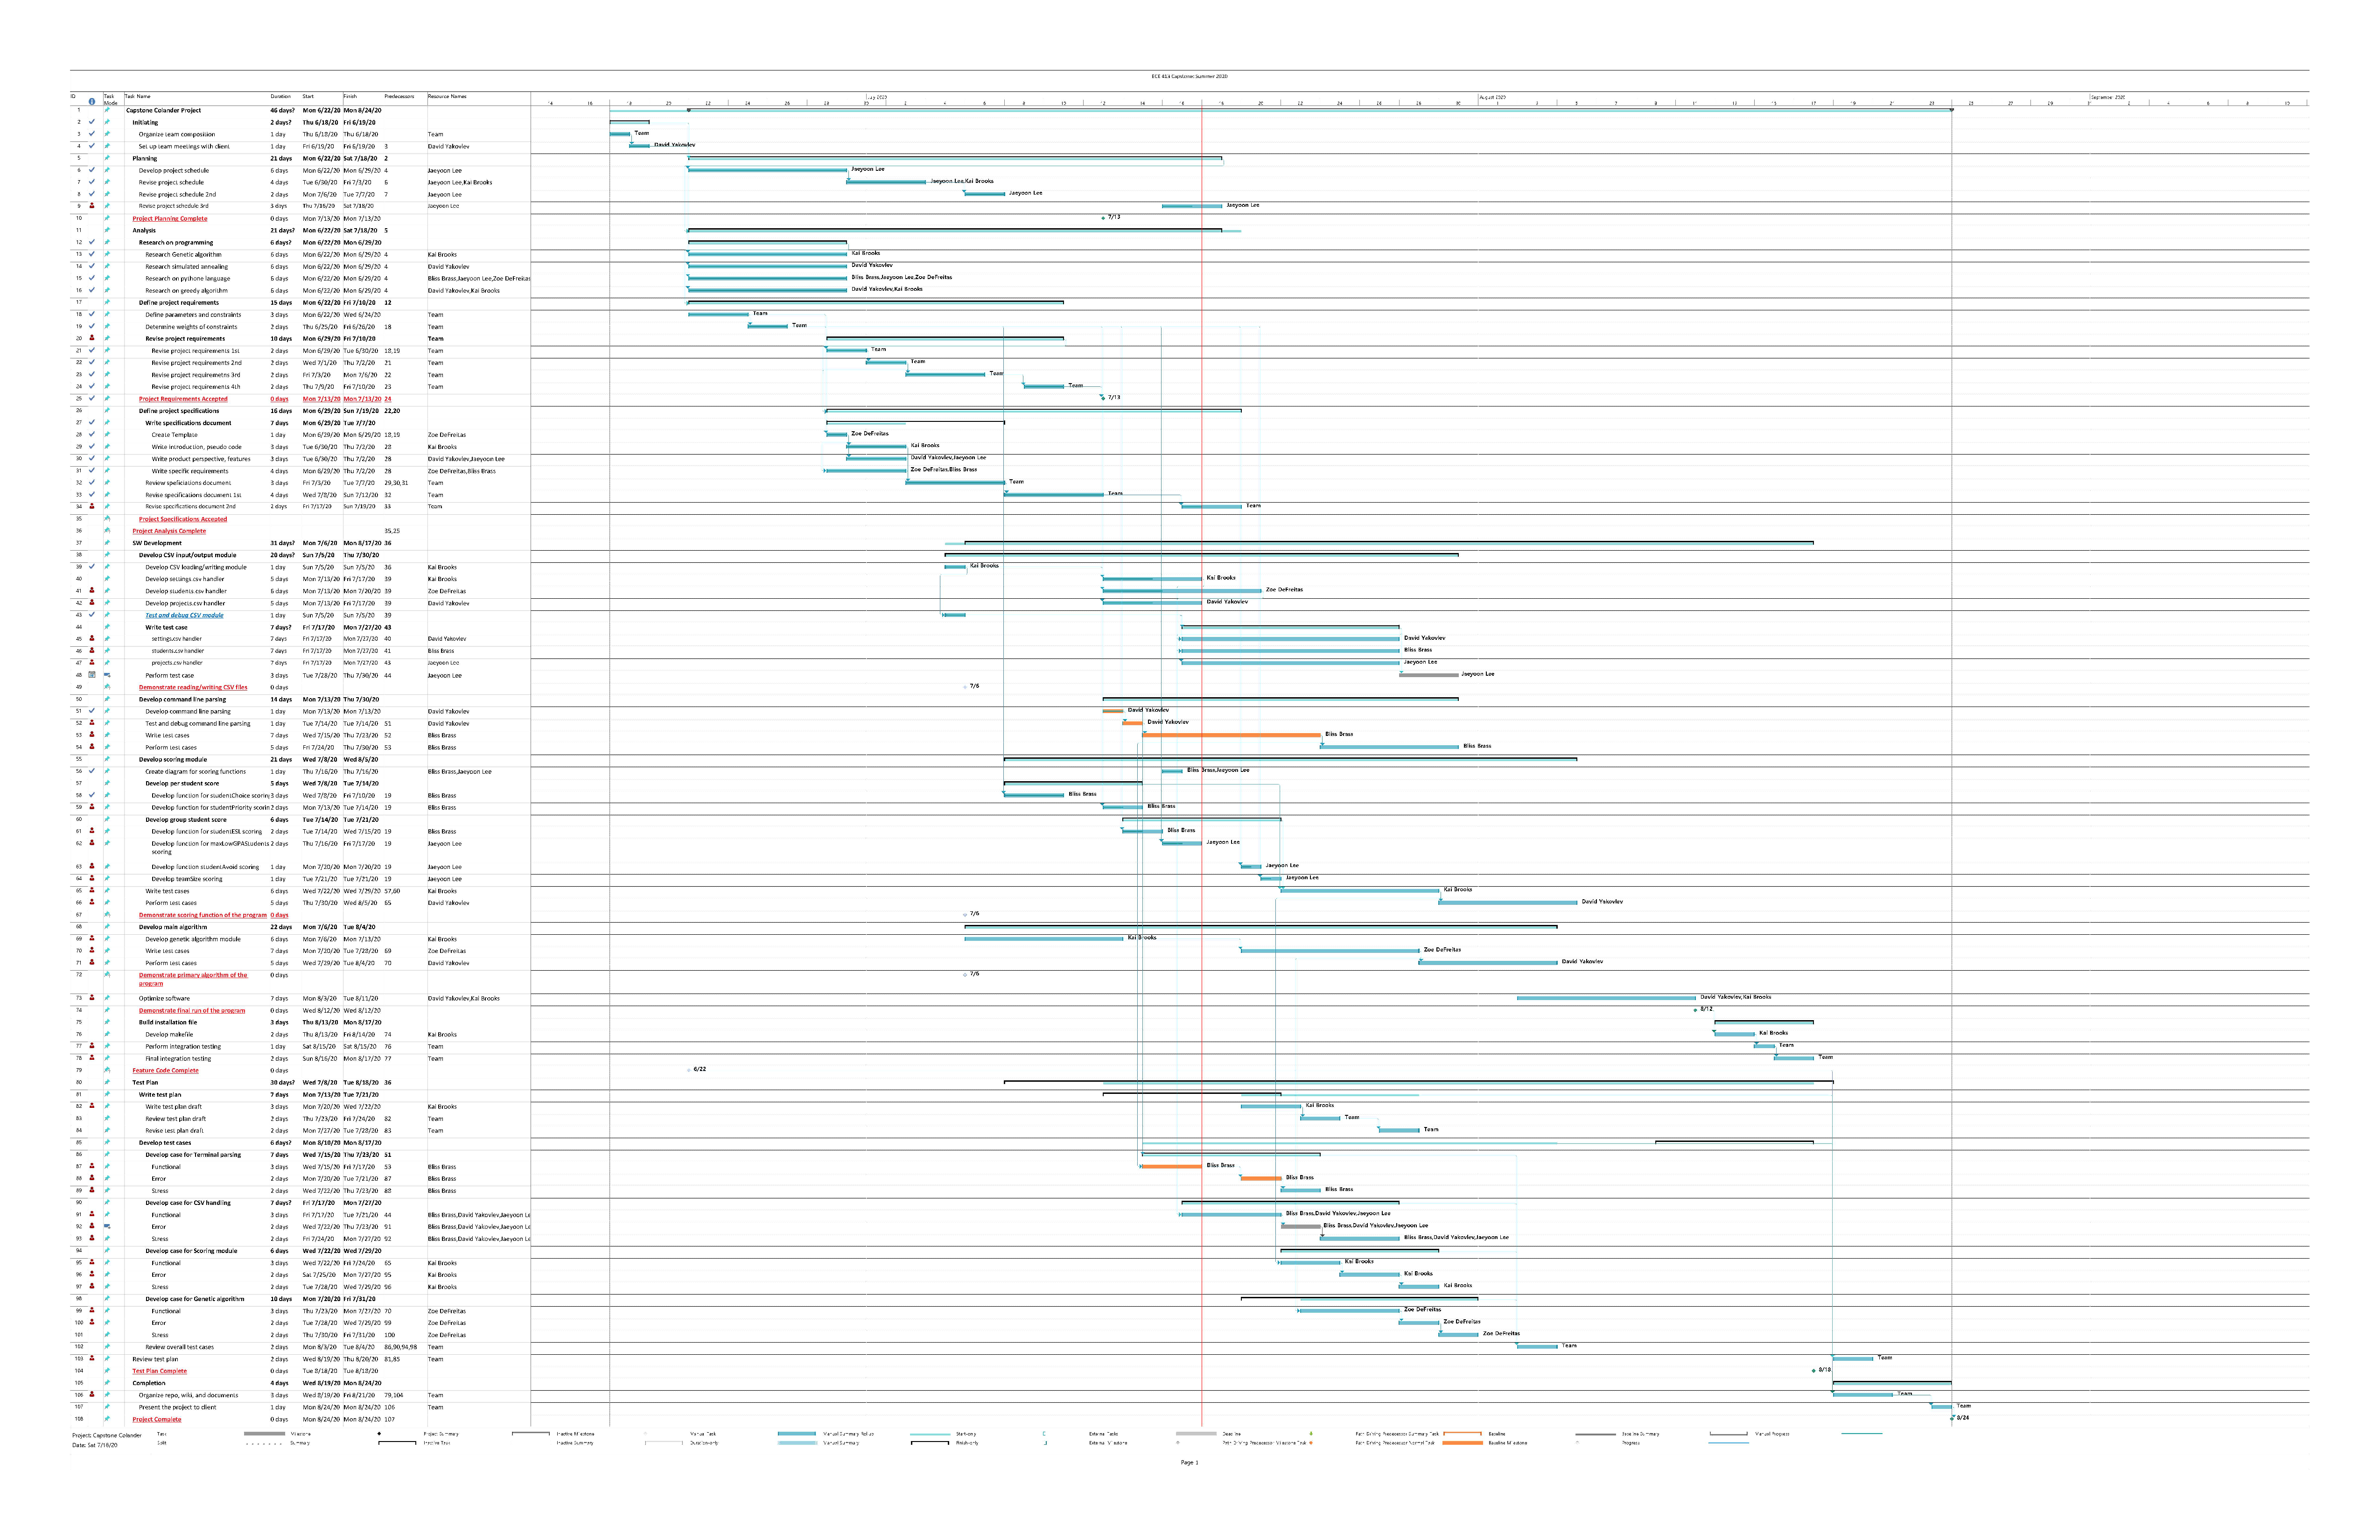 ECE 413 Capstone: Summer 2020
ID Task Mode Task Name Duration Start Finish Predecessors Resource Names July 2020 August 2020 September 2020
1 Capstone Colander Project 46 days? Mon 6/22/20 Mon 8/24/20
2 Initiating 2 days? Thu 6/18/20 Fri 6/19/20
3 Organize team composition 1 day Thu 6/18/20 Thu 6/18/20 Team Team
4 Set up team meetings with client 1 day Fri 6/19/20 Fri 6/19/20 3 David Yakovlev David Yakovlev
5 Planning 21 days Mon 6/22/20 Sat 7/18/20 2
6 Develop project schedule 6 days Mon 6/22/20 Mon 6/29/20 4 Jaeyoon Lee Jaeyoon Lee
7 Revise project schedule 4 days Tue 6/30/20 Fri 7/3/20 6 Jaeyoon Lee,Kai Brooks Jaeyoon Lee,Kai Brooks
8 Revise project schedule 2nd 2 days Mon 7/6/20 Tue 7/7/20 7 Jaeyoon Lee Jaeyoon Lee
9 Revise project schedule 3rd 3 days Thu 7/16/20 Sat 7/18/20 Jaeyoon Lee Jaeyoon Lee
10 Project Planning Complete 0 days Mon 7/13/20 Mon 7/13/20 7/13
11 Analysis 21 days? Mon 6/22/20 Sat 7/18/20 5
12 Research on programming 6 days? Mon 6/22/20 Mon 6/29/20
13 Research Genetic algorithm 6 days Mon 6/22/20 Mon 6/29/20 4 Kai Brooks Kai Brooks
14 Research simulated annealing 6 days Mon 6/22/20 Mon 6/29/20 4 David Yakovlev David Yakovlev
15 Research on pyhone language 6 days Mon 6/22/20 Mon 6/29/20 4 Bliss Brass,Jaeyoon Lee,Zoe DeFreitas Bliss Brass,Jaeyoon Lee,Zoe DeFreitas
16 Research on greedy algorithm 6 days Mon 6/22/20 Mon 6/29/20 4 David Yakovlev,Kai Brooks David Yakovlev,Kai Brooks
17 Define project requirements 15 days Mon 6/22/20 Fri 7/10/20 12
18 Define parameters and constraints 3 days Mon 6/22/20 Wed 6/24/20 Team Team
19 Determine weights of constraints 2 days Thu 6/25/20 Fri 6/26/20 18 Team Team
20 Revise project requirements 10 days Mon 6/29/20 Fri 7/10/20 Team
21 Revise project requirements 1st 2 days Mon 6/29/20 Tue 6/30/20 18,19 Team Team
22 Revise project requirements 2nd 2 days Wed 7/1/20 Thu 7/2/20 21 Team Team
23 Revise project requiremetns 3rd 2 days Fri 7/3/20 Mon 7/6/20 22 Team Team
24 Revise project requirements 4th 2 days Thu 7/9/20 Fri 7/10/20 23 Team Team
25 Project Requirements Accepted 0 days Mon 7/13/20 Mon 7/13/20 24 7/13
26 Define project specifications 16 days Mon 6/29/20 Sun 7/19/20 22,20
27 Write specifications document 7 days Mon 6/29/20 Tue 7/7/20
28 Create Template 1 day Mon 6/29/20 Mon 6/29/20 18,19 Zoe DeFreitas Zoe DeFreitas
29 Write introduction, pseudo code 3 days Tue 6/30/20 Thu 7/2/20 28 Kai Brooks Kai Brooks
30 Write product perspective, features 3 days Tue 6/30/20 Thu 7/2/20 28 David Yakovlev,Jaeyoon Lee David Yakovlev,Jaeyoon Lee
31 Write specific requirements 4 days Mon 6/29/20 Thu 7/2/20 28 Zoe DeFreitas,Bliss Brass Zoe DeFreitas,Bliss Brass
32 Review speficiations document 3 days Fri 7/3/20 Tue 7/7/20 29,30,31 Team Team
33 Revise specifications document 1st 4 days Wed 7/8/20 Sun 7/12/20 32 Team Team
34 Revise specifications document 2nd 2 days Fri 7/17/20 Sun 7/19/20 33 Team Team
35 Project Specifications Accepted
36 Project Analysis Complete 35,25
37 SW Development 31 days? Mon 7/6/20 Mon 8/17/20 36
38 Develop CSV input/output module 20 days? Sun 7/5/20 Thu 7/30/20
39 Develop CSV loading/writing module 1 day Sun 7/5/20 Sun 7/5/20 36 Kai Brooks Kai Brooks
40 Develop settings.csv handler 5 days Mon 7/13/20 Fri 7/17/20 39 Kai Brooks Kai Brooks
41 Develop students.csv handler 6 days Mon 7/13/20 Mon 7/20/20 39 Zoe DeFreitas Zoe DeFreitas
42 Develop projects.csv handler 5 days Mon 7/13/20 Fri 7/17/20 39 David Yakovlev David Yakovlev
43 Test and debug CSV module 1 day Sun 7/5/20 Sun 7/5/20 39
44 Write test case 7 days? Fri 7/17/20 Mon 7/27/20 43
45 settings.csv handler 7 days Fri 7/17/20 Mon 7/27/20 40 David Yakovlev David Yakovlev
46 students.csv handler 7 days Fri 7/17/20 Mon 7/27/20 41 Bliss Brass Bliss Brass
47 projects.csv handler 7 days Fri 7/17/20 Mon 7/27/20 43 Jaeyoon Lee Jaeyoon Lee
48 Perform test case 3 days Tue 7/28/20 Thu 7/30/20 44 Jaeyoon Lee Jaeyoon Lee
49 Demonstrate reading/writing CSV files 0 days 7/6
50 Develop command line parsing 14 days Mon 7/13/20 Thu 7/30/20
51 Develop command line parsing 1 day Mon 7/13/20 Mon 7/13/20 David Yakovlev David Yakovlev
52 Test and debug command line parsing 1 day Tue 7/14/20 Tue 7/14/20 51 David Yakovlev David Yakovlev
53 Write test cases 7 days Wed 7/15/20 Thu 7/23/20 52 Bliss Brass Bliss Brass
54 Perform test cases 5 days Fri 7/24/20 Thu 7/30/20 53 Bliss Brass Bliss Brass
55 Develop scoring module 21 days Wed 7/8/20 Wed 8/5/20
56 Create diagram for scoring functions 1 day Thu 7/16/20 Thu 7/16/20 Bliss Brass,Jaeyoon Lee Bliss Brass,Jaeyoon Lee
57 Develop per student score 5 days Wed 7/8/20 Tue 7/14/20
58 Develop function for studentChoice scoring 3 days Wed 7/8/20 Fri 7/10/20 19 Bliss Brass Bliss Brass
59 Develop function for studentPriority scorin 2 days Mon 7/13/20 Tue 7/14/20 19 Bliss Brass Bliss Brass
60 Develop group student score 6 days Tue 7/14/20 Tue 7/21/20
61 Develop function for studentESL scoring 2 days Tue 7/14/20 Wed 7/15/20 19 Bliss Brass Bliss Brass
62 Develop function for maxLowGPAStudents 2 days Thu 7/16/20 Fri 7/17/20 19 Jaeyoon Lee Jaeyoon Lee
scoring
63 Develop function studentAvoid scoring 1 day Mon 7/20/20 Mon 7/20/20 19 Jaeyoon Lee Jaeyoon Lee
64 Develop teamSize scoring 1 day Tue 7/21/20 Tue 7/21/20 19 Jaeyoon Lee Jaeyoon Lee
65 Write test cases 6 days Wed 7/22/20 Wed 7/29/20 57,60 Kai Brooks Kai Brooks
66 Perform test cases 5 days Thu 7/30/20 Wed 8/5/20 65 David Yakovlev David Yakovlev
67 Demonstrate scoring function of the program 0 days 7/6
68 Develop main algorithm 22 days Mon 7/6/20 Tue 8/4/20
69 Develop genetic algorithm module 6 days Mon 7/6/20 Mon 7/13/20 Kai Brooks Kai Brooks
70 Write test cases 7 days Mon 7/20/20 Tue 7/28/20 69 Zoe DeFreitas Zoe DeFreitas
71 Perform test cases 5 days Wed 7/29/20 Tue 8/4/20 70 David Yakovlev David Yakovlev
72 Demonstrate primary algorithm of the 0 days 7/6
program
73 Optimize software 7 days Mon 8/3/20 Tue 8/11/20 David Yakovlev,Kai Brooks David Yakovlev,Kai Brooks
74 Demonstrate final run of the program 0 days Wed 8/12/20 Wed 8/12/20 8/12
75 Build installation file 3 days Thu 8/13/20 Mon 8/17/20
76 Develop makefile 2 days Thu 8/13/20 Fri 8/14/20 74 Kai Brooks Kai Brooks
77 Perform integration testing 1 day Sat 8/15/20 Sat 8/15/20 76 Team Team
78 Final integration testing 2 days Sun 8/16/20 Mon 8/17/20 77 Team Team
79 Feature Code Complete 0 days 6/22
80 Test Plan 30 days? Wed 7/8/20 Tue 8/18/20 36
81 Write test plan 7 days Mon 7/13/20 Tue 7/21/20
82 Write test plan draft 3 days Mon 7/20/20 Wed 7/22/20 Kai Brooks Kai Brooks
83 Review test plan draft 2 days Thu 7/23/20 Fri 7/24/20 82 Team Team
84 Revise test plan draft 2 days Mon 7/27/20 Tue 7/28/20 83 Team Team
85 Develop test cases 6 days? Mon 8/10/20 Mon 8/17/20
86 Develop case for Terminal parsing 7 days Wed 7/15/20 Thu 7/23/20 51
87 Functional 3 days Wed 7/15/20 Fri 7/17/20 53 Bliss Brass Bliss Brass
88 Error 2 days Mon 7/20/20 Tue 7/21/20 87 Bliss Brass Bliss Brass
89 Stress 2 days Wed 7/22/20 Thu 7/23/20 88 Bliss Brass Bliss Brass
90 Develop case for CSV handling 7 days? Fri 7/17/20 Mon 7/27/20
91 Functional 3 days Fri 7/17/20 Tue 7/21/20 44 Bliss Brass,David Yakovlev,Jaeyoon Le Bliss Brass,David Yakovlev,Jaeyoon Lee
92 Error 2 days Wed 7/22/20 Thu 7/23/20 91 Bliss Brass,David Yakovlev,Jaeyoon Le Bliss Brass,David Yakovlev,Jaeyoon Lee
93 Stress 2 days Fri 7/24/20 Mon 7/27/20 92 Bliss Brass,David Yakovlev,Jaeyoon Le Bliss Brass,David Yakovlev,Jaeyoon Lee
94 Develop case for Scoring module 6 days Wed 7/22/20 Wed 7/29/20
95 Functional 3 days Wed 7/22/20 Fri 7/24/20 65 Kai Brooks Kai Brooks
96 Error 2 days Sat 7/25/20 Mon 7/27/20 95 Kai Brooks Kai Brooks
97 Stress 2 days Tue 7/28/20 Wed 7/29/20 96 Kai Brooks Kai Brooks
98 Develop case for Genetic algorithm 10 days Mon 7/20/20 Fri 7/31/20
99 Functional 3 days Thu 7/23/20 Mon 7/27/20 70 Zoe DeFreitas Zoe DeFreitas
100 Error 2 days Tue 7/28/20 Wed 7/29/20 99 Zoe DeFreitas Zoe DeFreitas
101 Stress 2 days Thu 7/30/20 Fri 7/31/20 100 Zoe DeFreitas Zoe DeFreitas
102 Review overall test cases 2 days Mon 8/3/20 Tue 8/4/20 86,90,94,98 Team Team
103 Review test plan 2 days Wed 8/19/20 Thu 8/20/20 81,85 Team Team
104 Test Plan Complete 0 days Tue 8/18/20 Tue 8/18/20 8/18
105 Completion 4 days Wed 8/19/20 Mon 8/24/20
106 Organize repo, wiki, and documents 3 days Wed 8/19/20 Fri 8/21/20 79,104 Team Team
107 Present the project to client 1 day Mon 8/24/20 Mon 8/24/20 106 Team Team
108 Project Complete 0 days Mon 8/24/20 Mon 8/24/20 107 8/24
Project: Capstone Colander
Date: Sat 7/18/20
Task Milestone Project Summary Inactive Milestone Manual Task Manual Summary Rollup Start-only External Tasks Deadline Path Driving Predecessor Summary Task Baseline Baseline Summary Manual Progress
Split Summary Inactive Task Inactive Summary Duration-only Manual Summary Finish-only External Milestone Path Driving Predecessor Milestone Task Path Driving Predecessor Normal Task Baseline Milestone Progress
Page 1